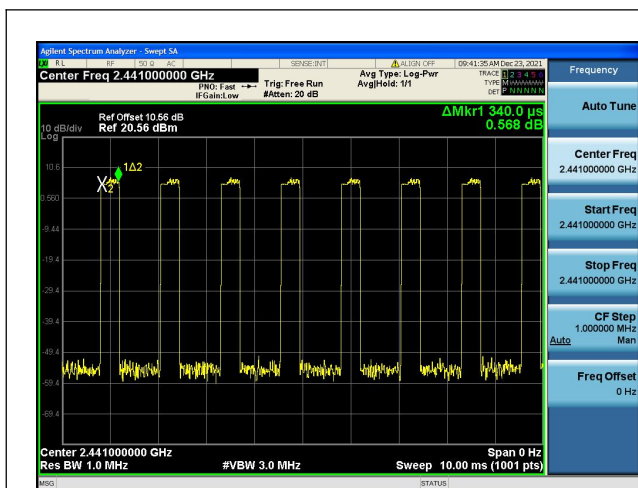 Agilent Spectrum Analyzer - Swept SA
RL RF 50 Ω AC SENSE:INT ALIGN OFF 09:41:35 AM Dec 23, 2021
Center Freq 2.441000000 GHz
PNO: Fast
IFGain:Low
Trig: Free Run
#Atten: 20 dB
Avg Type: Log-Pwr
Avg|Hold: 1/1
TRACE 1 2 3 4 5 6
TYPE M
DET P N N N N N
Frequency
ΔMkr1 340.0 µs
0.568 dB
Ref Offset 10.56 dB
Ref 20.56 dBm
10 dB/div
Log
10.6
0.560
-9.44
-19.4
-29.4
-39.4
-49.4
-59.4
-69.4
1Δ2
X2
Auto Tune
Center Freq
2.441000000 GHz
Start Freq
2.441000000 GHz
Stop Freq
2.441000000 GHz
CF Step
1.000000 MHz
Auto Man
Freq Offset
0 Hz
Center 2.441000000 GHz Span 0 Hz
Res BW 1.0 MHz #VBW 3.0 MHz Sweep 10.00 ms (1001 pts)
MSG STATUS